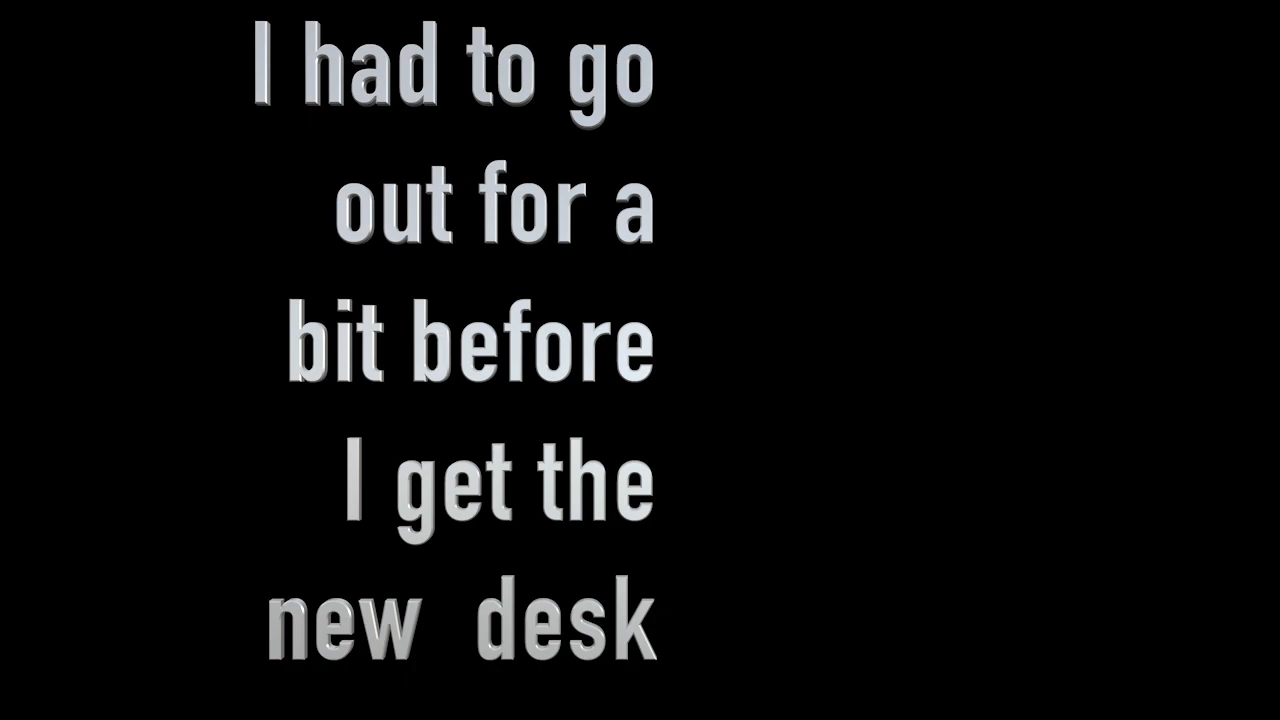 I had to go
out for a
bit before
I get the
new  desk